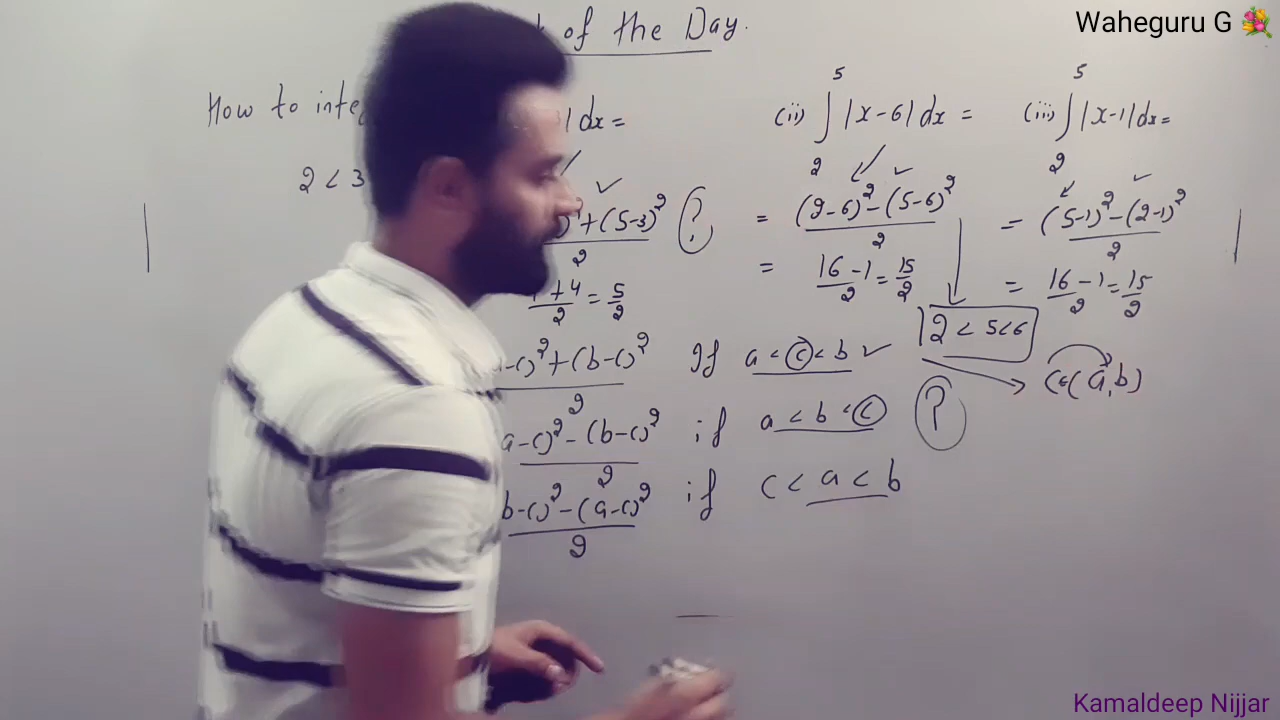 Waheguru G 💐
of the Day.
How to inte
| dx =
(ii) ∫₂⁵ |x-6| dx =
(iii) ∫₂⁵ |x-1| dx =
2 < 3
)² + (5-3)² / 2 ?
= (2-6)² - (5-6)² / 2
= (5-1)² - (2-1)² / 2
+ 4 / 2 = 5/2
= 16 - 1 / 2 = 15/2
= 16 - 1 / 2 = 15/2
2 < 5 < 6
-c)² + (b-c)² / 2 If a < c < b ✓
c∈(a,b)
a-c)² - (b-c)² / 2 if a < b < c ?
b-c)² - (a-c)² / 2 if c < a < b
Kamaldeep Nijjar